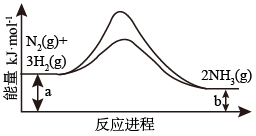 能量 kJ·mol⁻¹
N₂(g)+
3H₂(g)
a
2NH₃(g)
b
反应进程